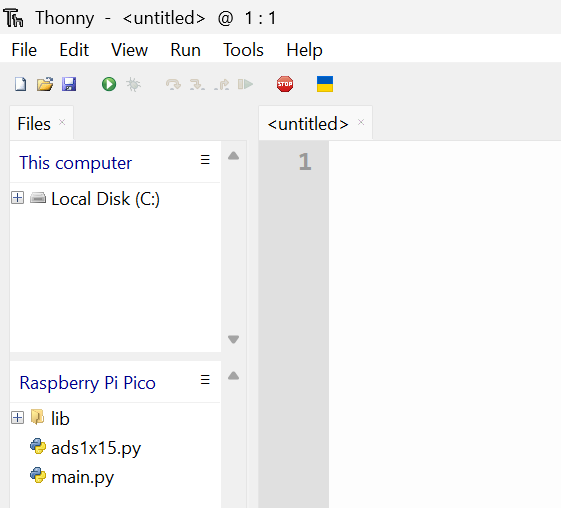 Thonny - <untitled> @ 1 : 1
File Edit View Run Tools Help
STOP
Files × <untitled> ×
This computer
1
Local Disk (C:)
Raspberry Pi Pico
lib
ads1x15.py
main.py